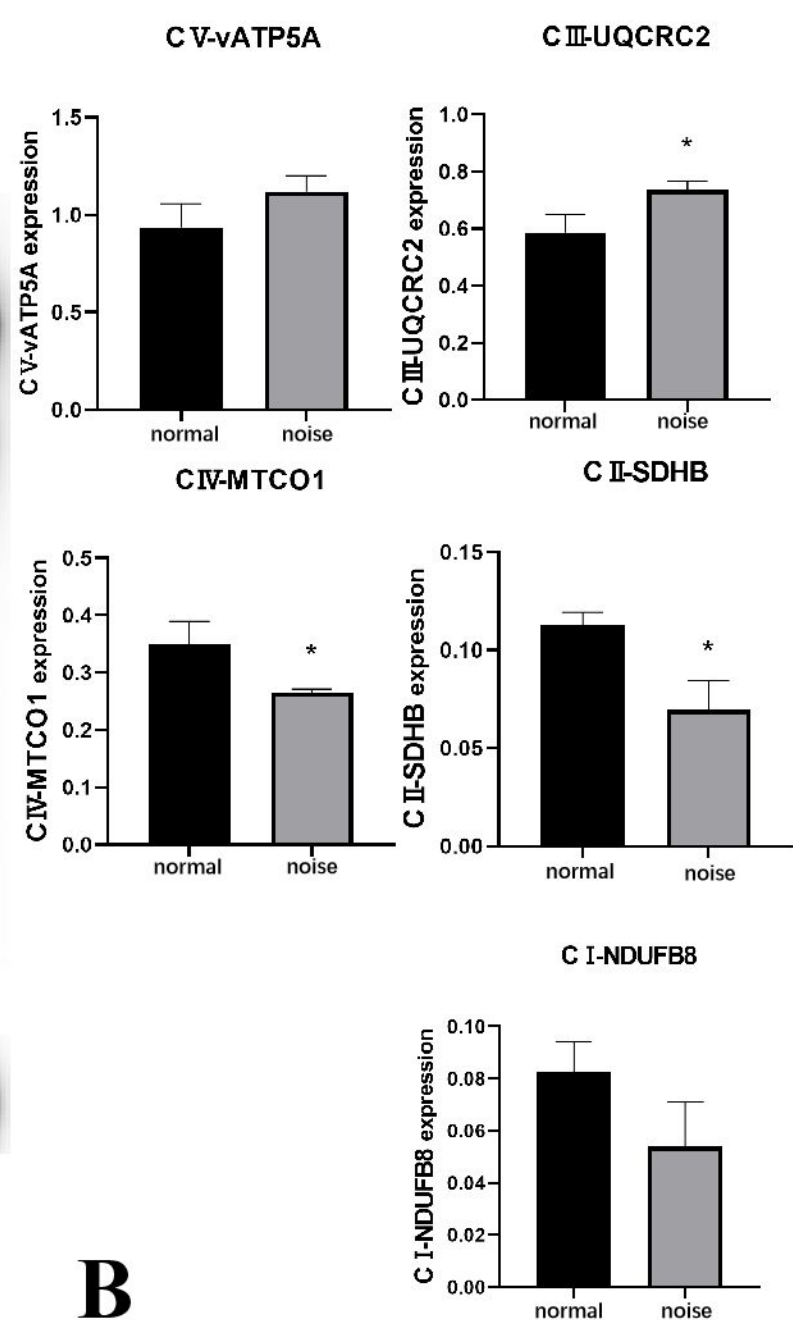 CⅤ-vATP5A
CⅤ-vATP5A expression
1.5
1.0
0.5
0.0
normal noise
CⅢ-UQCRC2
CⅢ-UQCRC2 expression
1.0
0.8
0.6
0.4
0.2
0.0
*
normal noise
CⅣ-MTCO1
CⅣ-MTCO1 expression
0.5
0.4
0.3
0.2
0.1
0.0
*
normal noise
CⅡ-SDHB
CⅡ-SDHB expression
0.15
0.10
0.05
0.00
*
normal noise
CⅠ-NDUFB8
CⅠ-NDUFB8 expression
0.10
0.08
0.06
0.04
0.02
0.00
normal noise
B